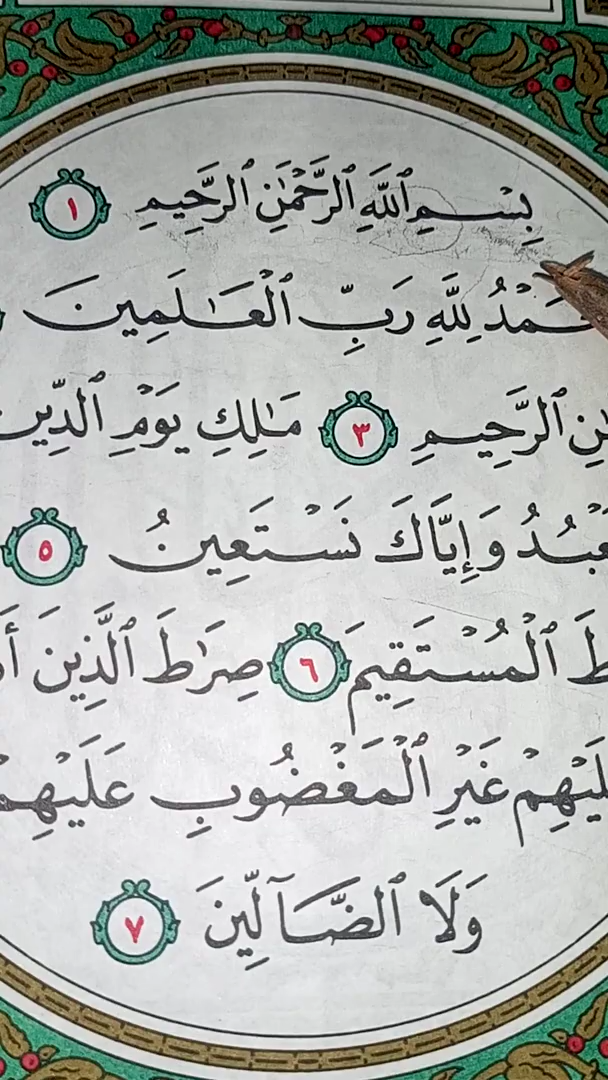 بِسْمِ ٱللَّهِ ٱلرَّحْمَٰنِ ٱلرَّحِيمِ ١
لِلَّهِ رَبِّ ٱلْعَـٰلَمِينَ
ٱلرَّحِيمِ ٣ مَـٰلِكِ يَوْمِ ٱلدِّينِ
وَإِيَّاكَ نَسْتَعِينُ ٥
ٱلْمُسْتَقِيمَ ٦ صِرَٰطَ ٱلَّذِينَ
غَيْرِ ٱلْمَغْضُوبِ عَلَيْهِمْ
وَلَا ٱلضَّآلِّينَ ٧